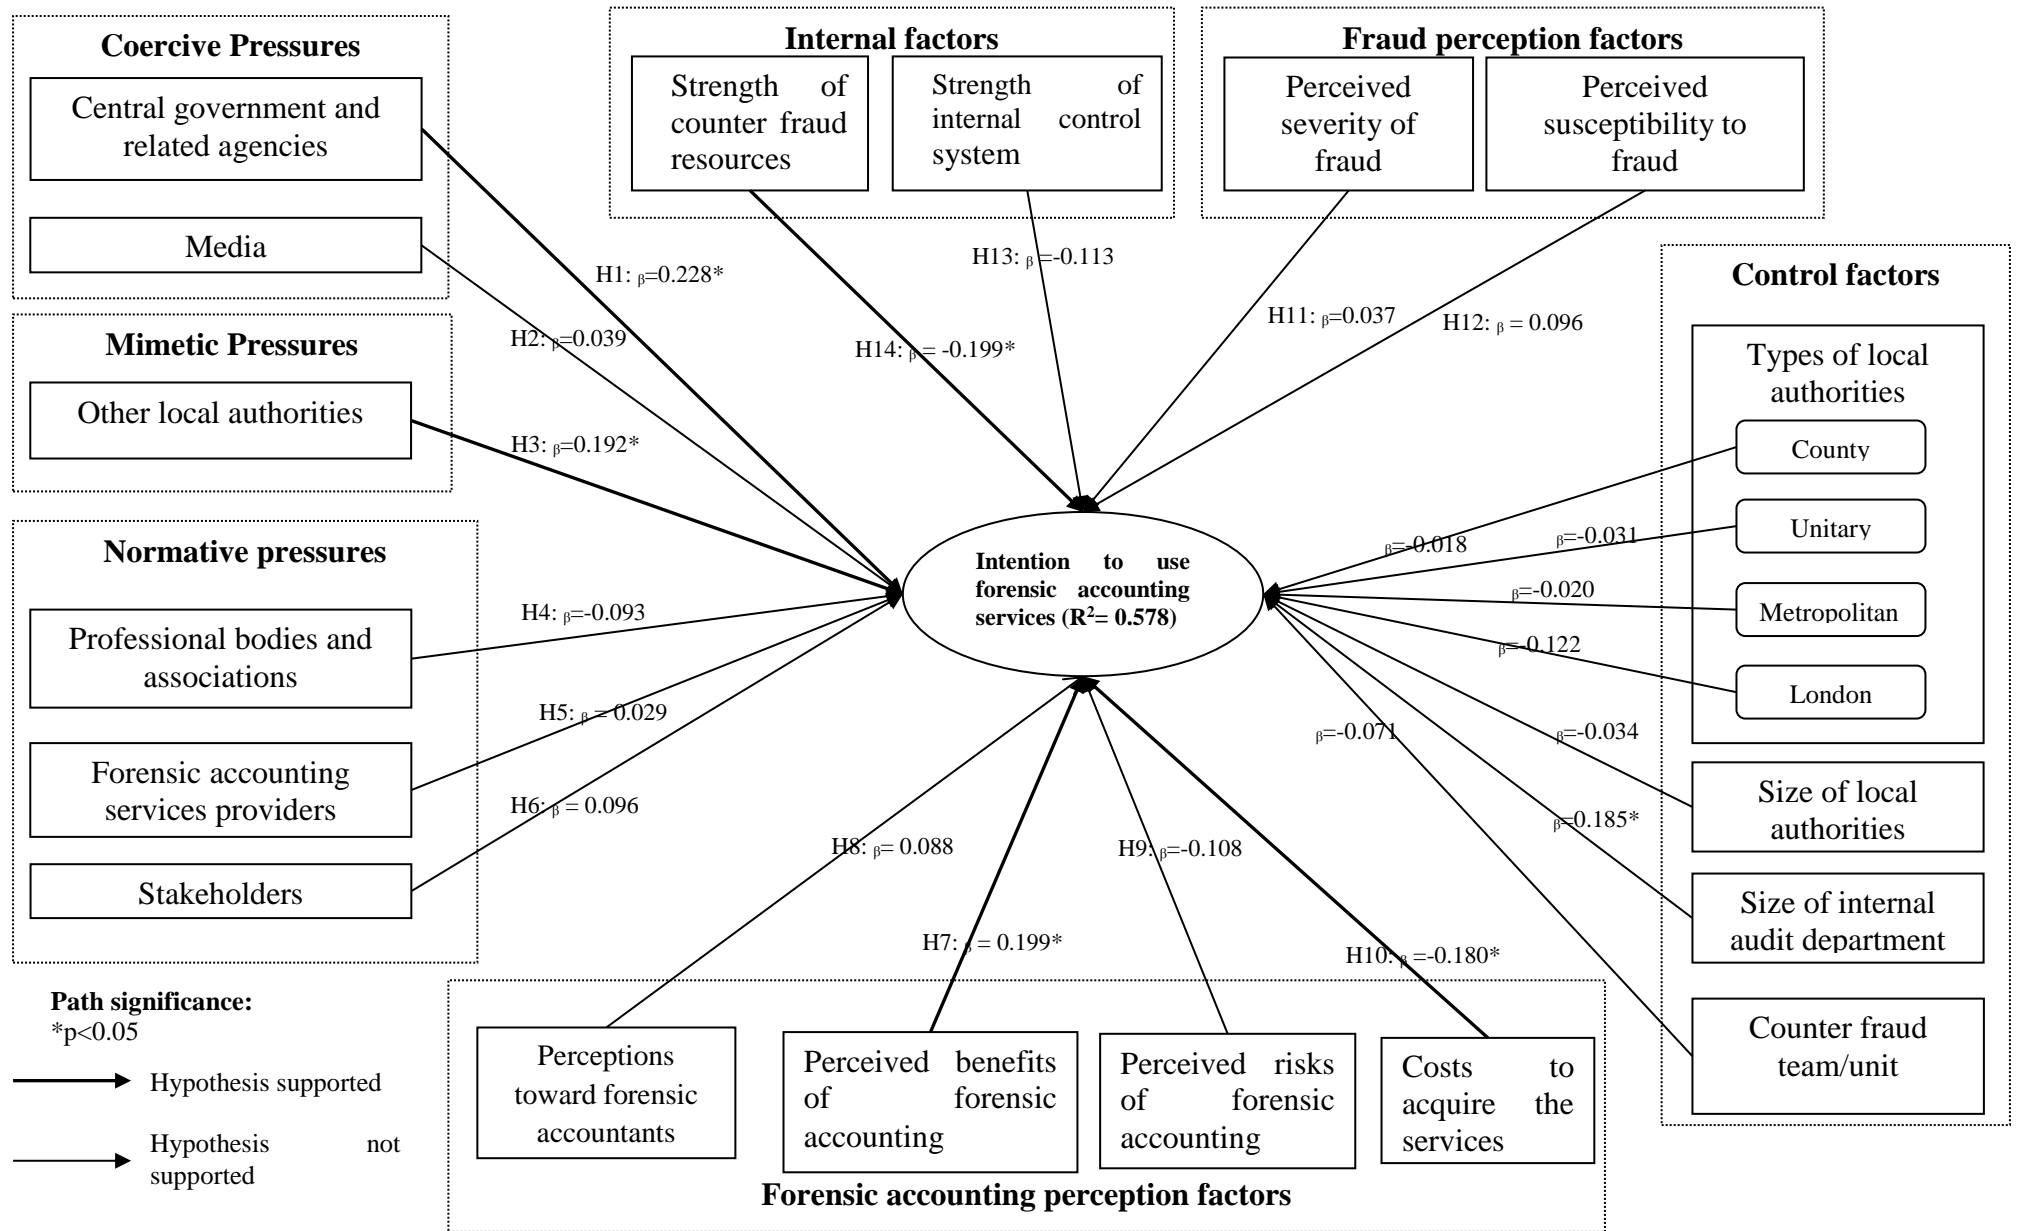 Coercive Pressures
Central government and
related agencies
Media
Mimetic Pressures
Other local authorities
Normative pressures
Professional bodies and
associations
Forensic accounting
services providers
Stakeholders
Internal factors
Strength of
counter fraud
resources
Strength of
internal control
system
Fraud perception factors
Perceived
severity of
fraud
Perceived
susceptibility to
fraud
Control factors
Types of local
authorities
County
Unitary
Metropolitan
London
Size of local
authorities
Size of internal
audit department
Counter fraud
team/unit
H1: β=0.228*
H2: β=0.039
H3: β=0.192*
H4: β=-0.093
H5: β = 0.029
H6: β = 0.096
H14: β = -0.199*
H13: β =-0.113
H11: β=0.037
H12: β = 0.096
β=-0.018
β=-0.031
β=-0.020
β=-0.122
β=-0.034
β=0.185*
β=-0.071
Intention to use
forensic accounting
services (R²= 0.578)
H8: β= 0.088
H7: β = 0.199*
H9: β=-0.108
H10: β =-0.180*
Perceptions
toward forensic
accountants
Perceived benefits
of forensic
accounting
Perceived risks
of forensic
accounting
Costs to
acquire the
services
Forensic accounting perception factors
Path significance:
*p<0.05
Hypothesis supported
Hypothesis not
supported